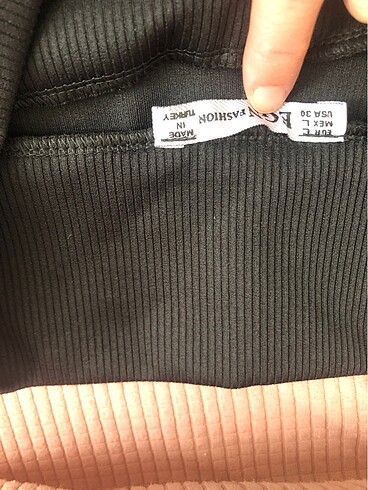 EUR L
MEX L
USA 30
FASHION
MADE
IN
TURKEY